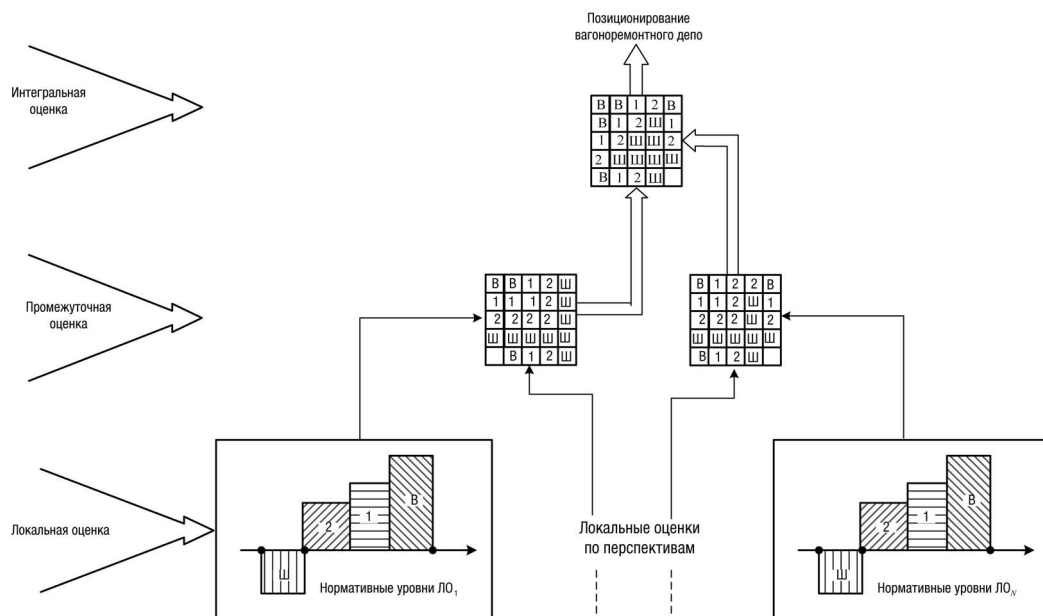 Позиционирование
вагоноремонтного депо
Интегральная
оценка
В В 1 2 В
В 1 2 Ш 1
1 2 Ш Ш 2
2 Ш Ш Ш Ш
В 1 2 Ш
Промежуточная
оценка
В В 1 2 Ш
1 1 1 2 Ш
2 2 2 2 Ш
Ш Ш Ш Ш Ш
В 1 2 Ш
В 1 2 2 В
1 1 2 Ш 1
2 2 2 Ш 2
Ш Ш Ш Ш Ш
В 1 2 Ш
Локальная оценка
Ш 2 1 В
Нормативные уровни ЛО1
Локальные оценки
по перспективам
Ш 2 1 В
Нормативные уровни ЛОN